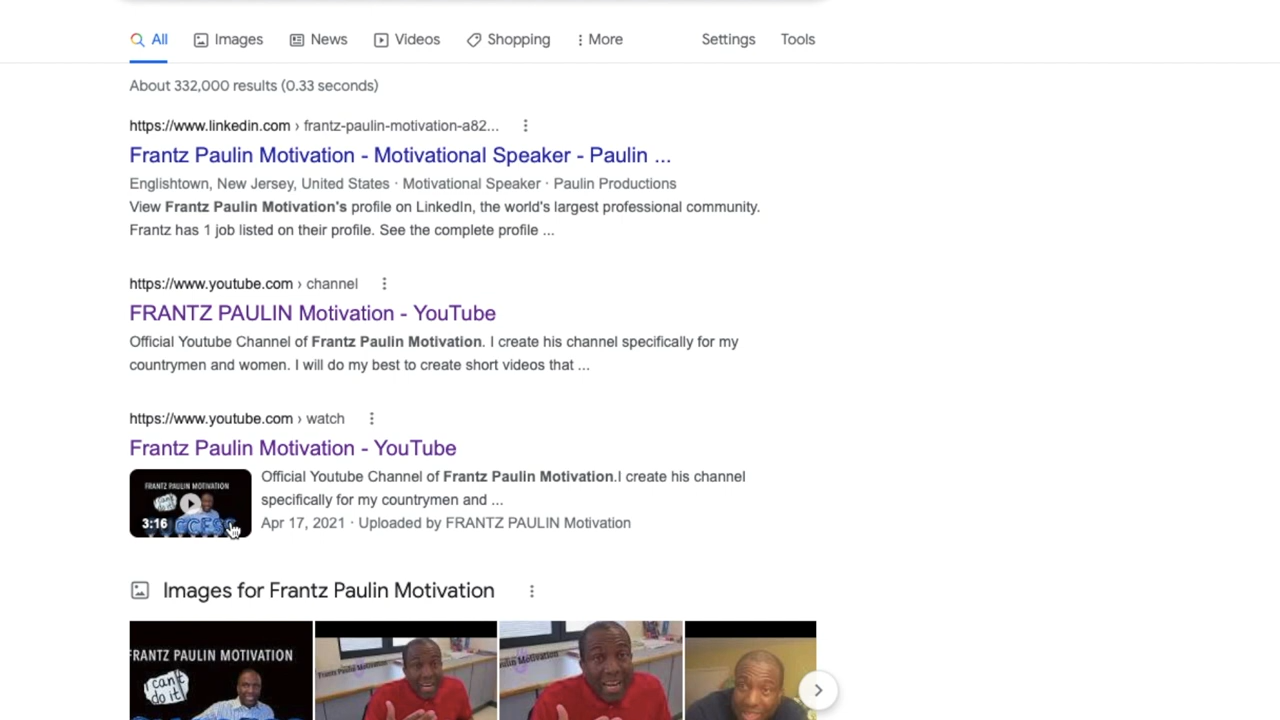 All Images News Videos Shopping More Settings Tools
About 332,000 results (0.33 seconds)
https://www.linkedin.com › frantz-paulin-motivation-a82...
Frantz Paulin Motivation - Motivational Speaker - Paulin ...
Englishtown, New Jersey, United States · Motivational Speaker · Paulin Productions
View Frantz Paulin Motivation's profile on LinkedIn, the world's largest professional community.
Frantz has 1 job listed on their profile. See the complete profile ...
https://www.youtube.com › channel
FRANTZ PAULIN Motivation - YouTube
Official Youtube Channel of Frantz Paulin Motivation. I create his channel specifically for my
countrymen and women. I will do my best to create short videos that ...
https://www.youtube.com › watch
Frantz Paulin Motivation - YouTube
FRANTZ PAULIN MOTIVATION
3:16
Official Youtube Channel of Frantz Paulin Motivation.I create his channel
specifically for my countrymen and ...
Apr 17, 2021 · Uploaded by FRANTZ PAULIN Motivation
Images for Frantz Paulin Motivation
FRANTZ PAULIN MOTIVATION
I can't
do it
Frantz Paulin Motivation
ulin Motivation